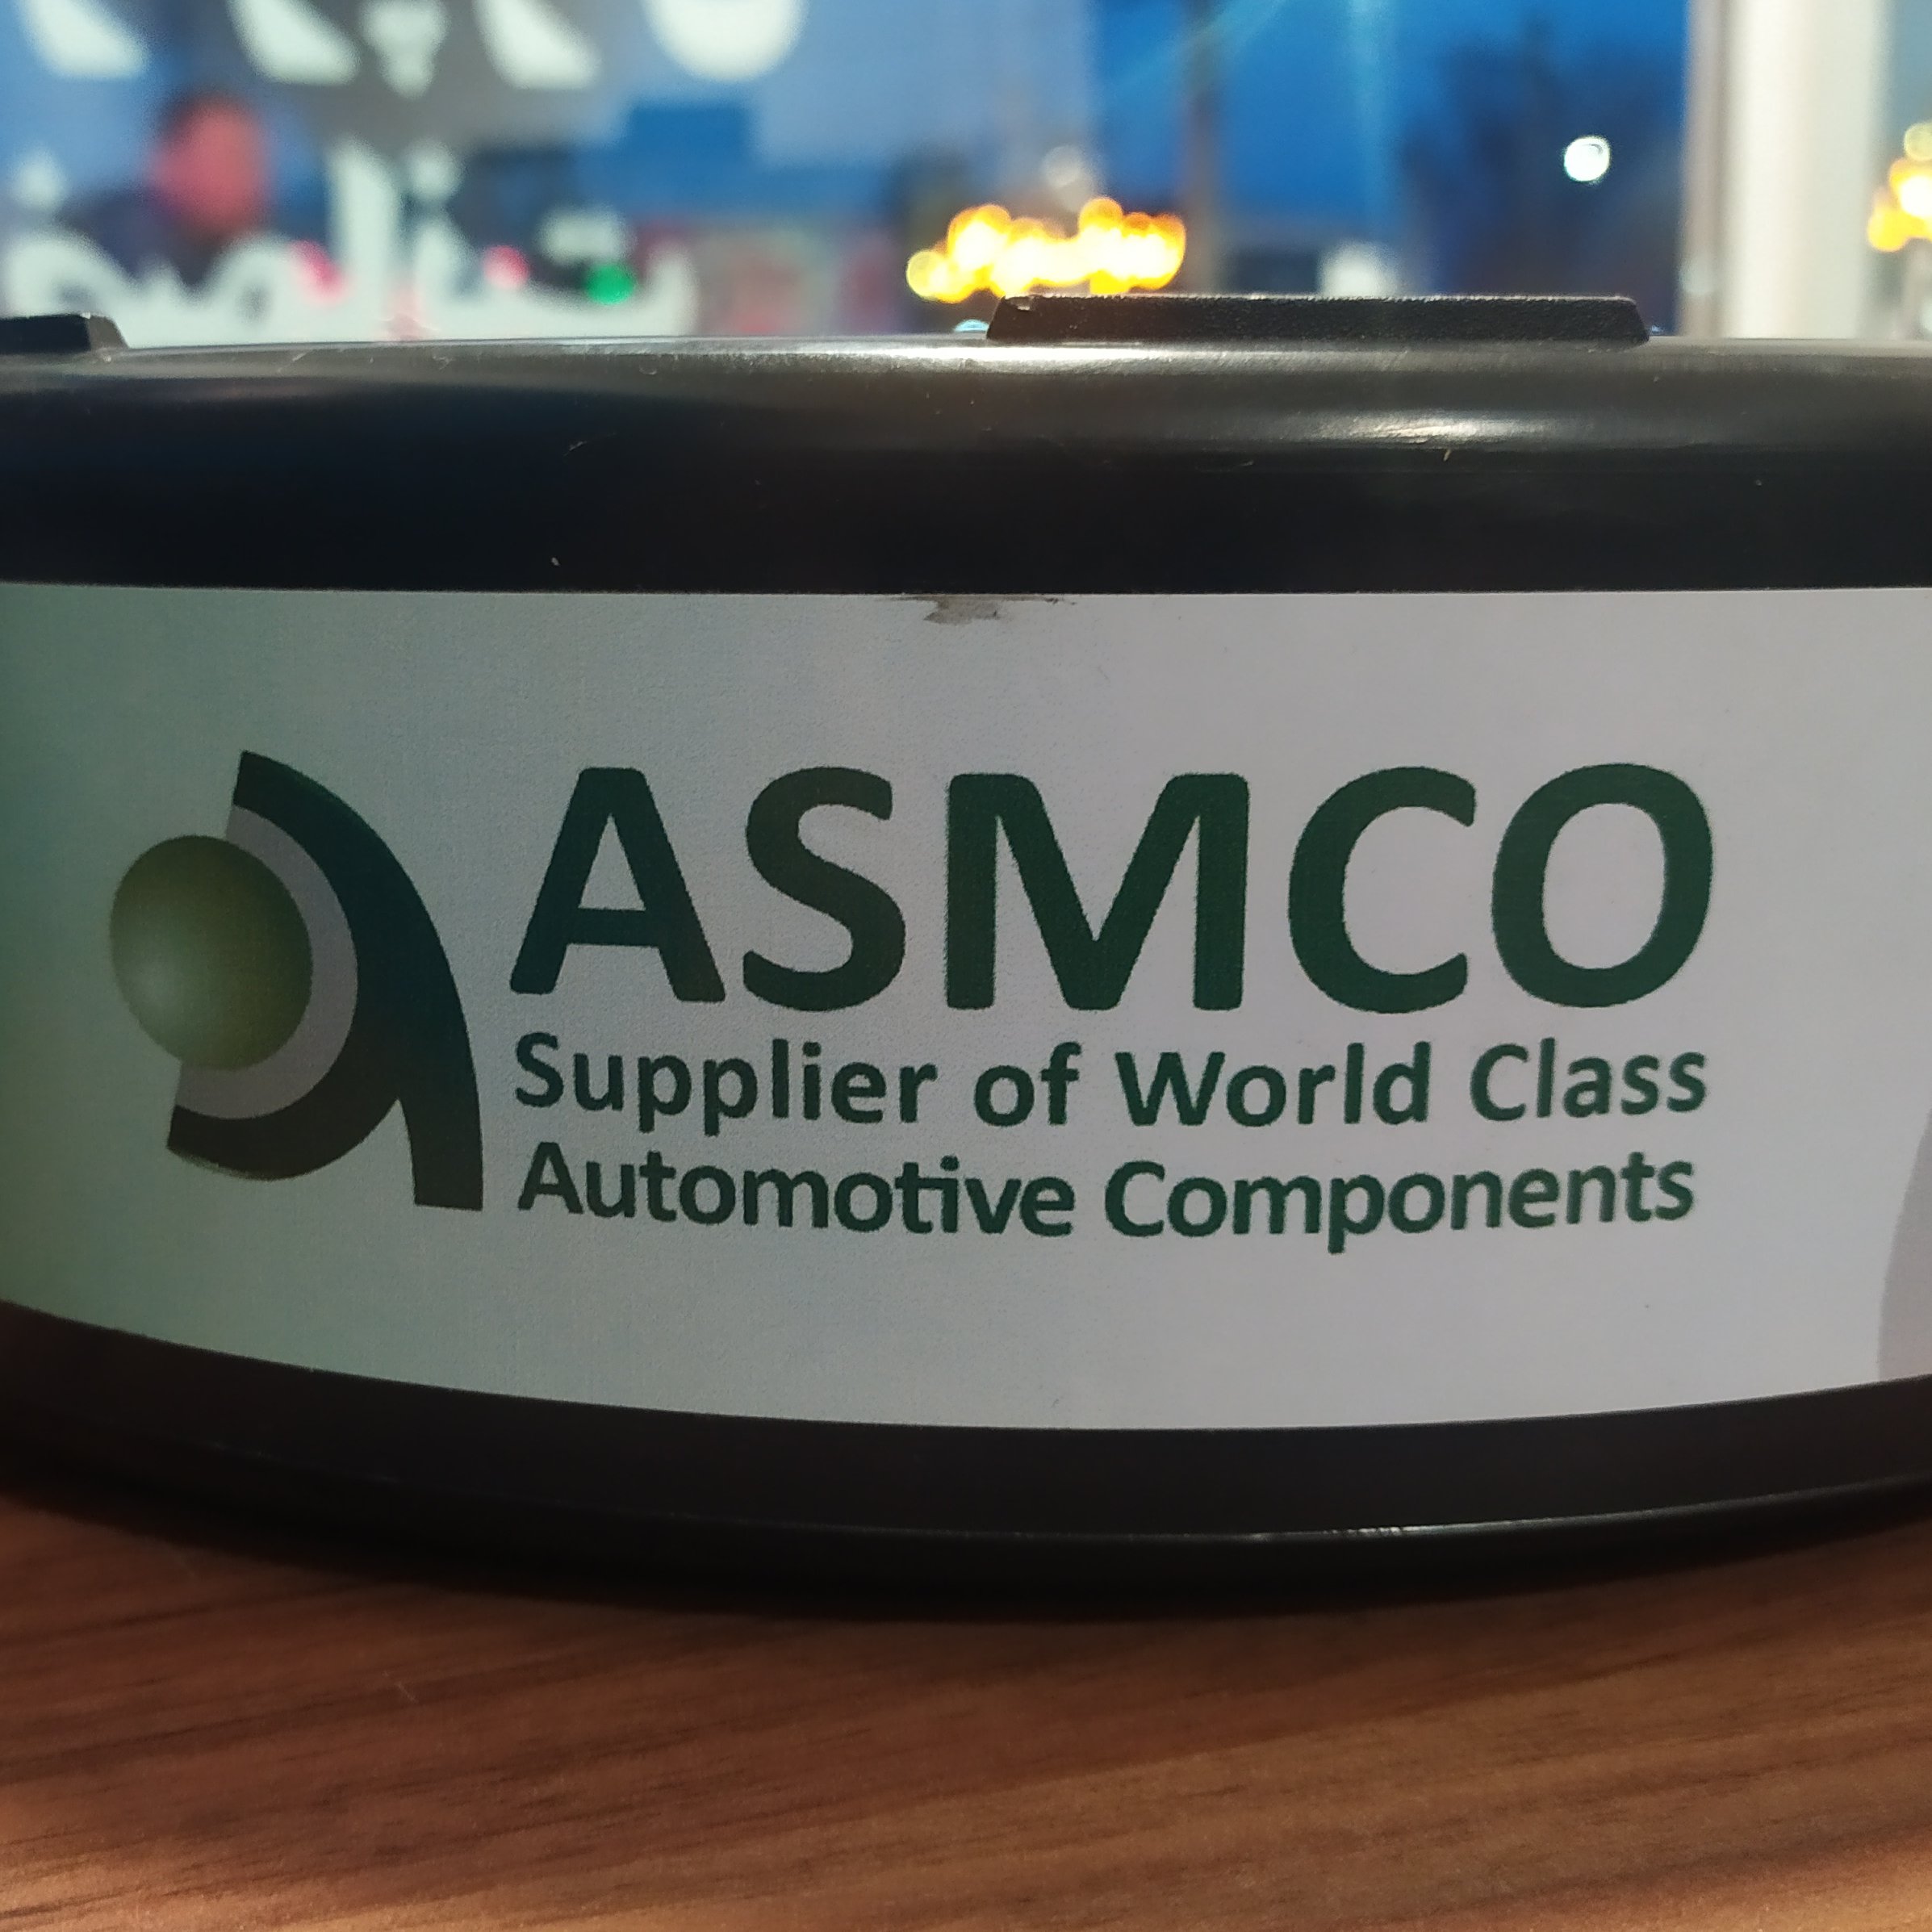 ASMCO
Supplier of World Class
Automotive Components